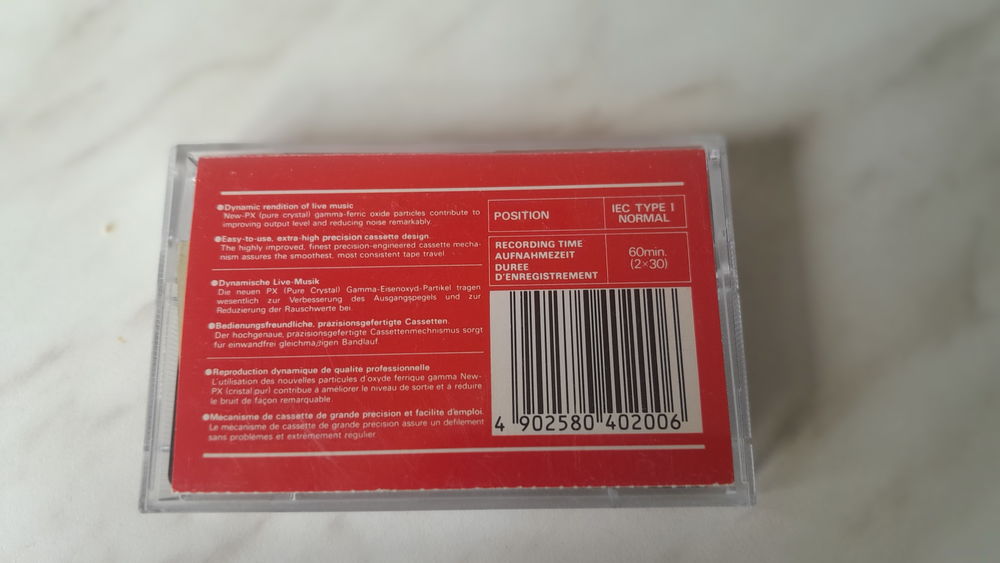 ●Dynamic rendition of live music
New-PX (pure crystal) gamma-ferric oxide particles contribute to
improving output level and reducing noise remarkably.
●Easy-to-use, extra-high precision cassette design.
The highly improved, finest precision-engineered cassette mecha-
nism assures the smoothest, most consistent tape travel.
●Dynamische Live-Musik
Die neuen PX (Pure Crystal) Gamma-Eisenoxyd-Partikel tragen
wesentlich zur Verbesserung des Ausgangspegels und zur
Reduzierung der Rauschwerte bei.
●Bedienungsfreundliche, präzisionsgefertigte Cassetten.
Der hochgenaue, präzisionsgefertigte Cassettenmechnismus sorgt
für einwandfrei gleichmäßigen Bandlauf.
●Reproduction dynamique de qualité professionnelle
L'utilisation des nouvelles particules d'oxyde ferrique gamma New-
PX (cristal pur) contribue à améliorer le niveau de sortie et à réduire
le bruit de façon remarquable.
●Mécanisme de cassette de grande précision et facilité d'emploi.
Le mécanisme de cassette de grande précision assure un défilement
sans problèmes et extrêmement régulier.
POSITION
IEC TYPE I
NORMAL
RECORDING TIME
AUFNAHMEZEIT
DUREE
D'ENREGISTREMENT
60min.
(2×30)
4 902580 402006